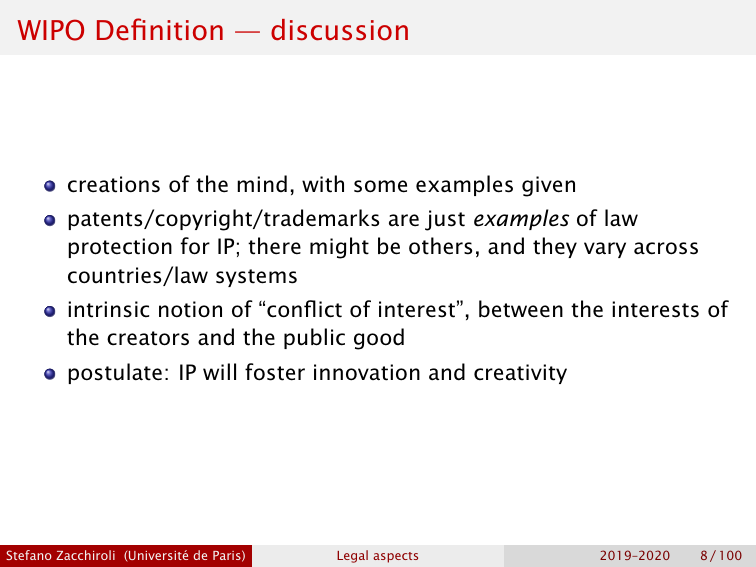 WIPO Definition — discussion
creations of the mind, with some examples given
patents/copyright/trademarks are just examples of law
protection for IP; there might be others, and they vary across
countries/law systems
intrinsic notion of “conflict of interest”, between the interests of
the creators and the public good
postulate: IP will foster innovation and creativity
Stefano Zacchiroli (Université de Paris) Legal aspects 2019–2020 8 / 100